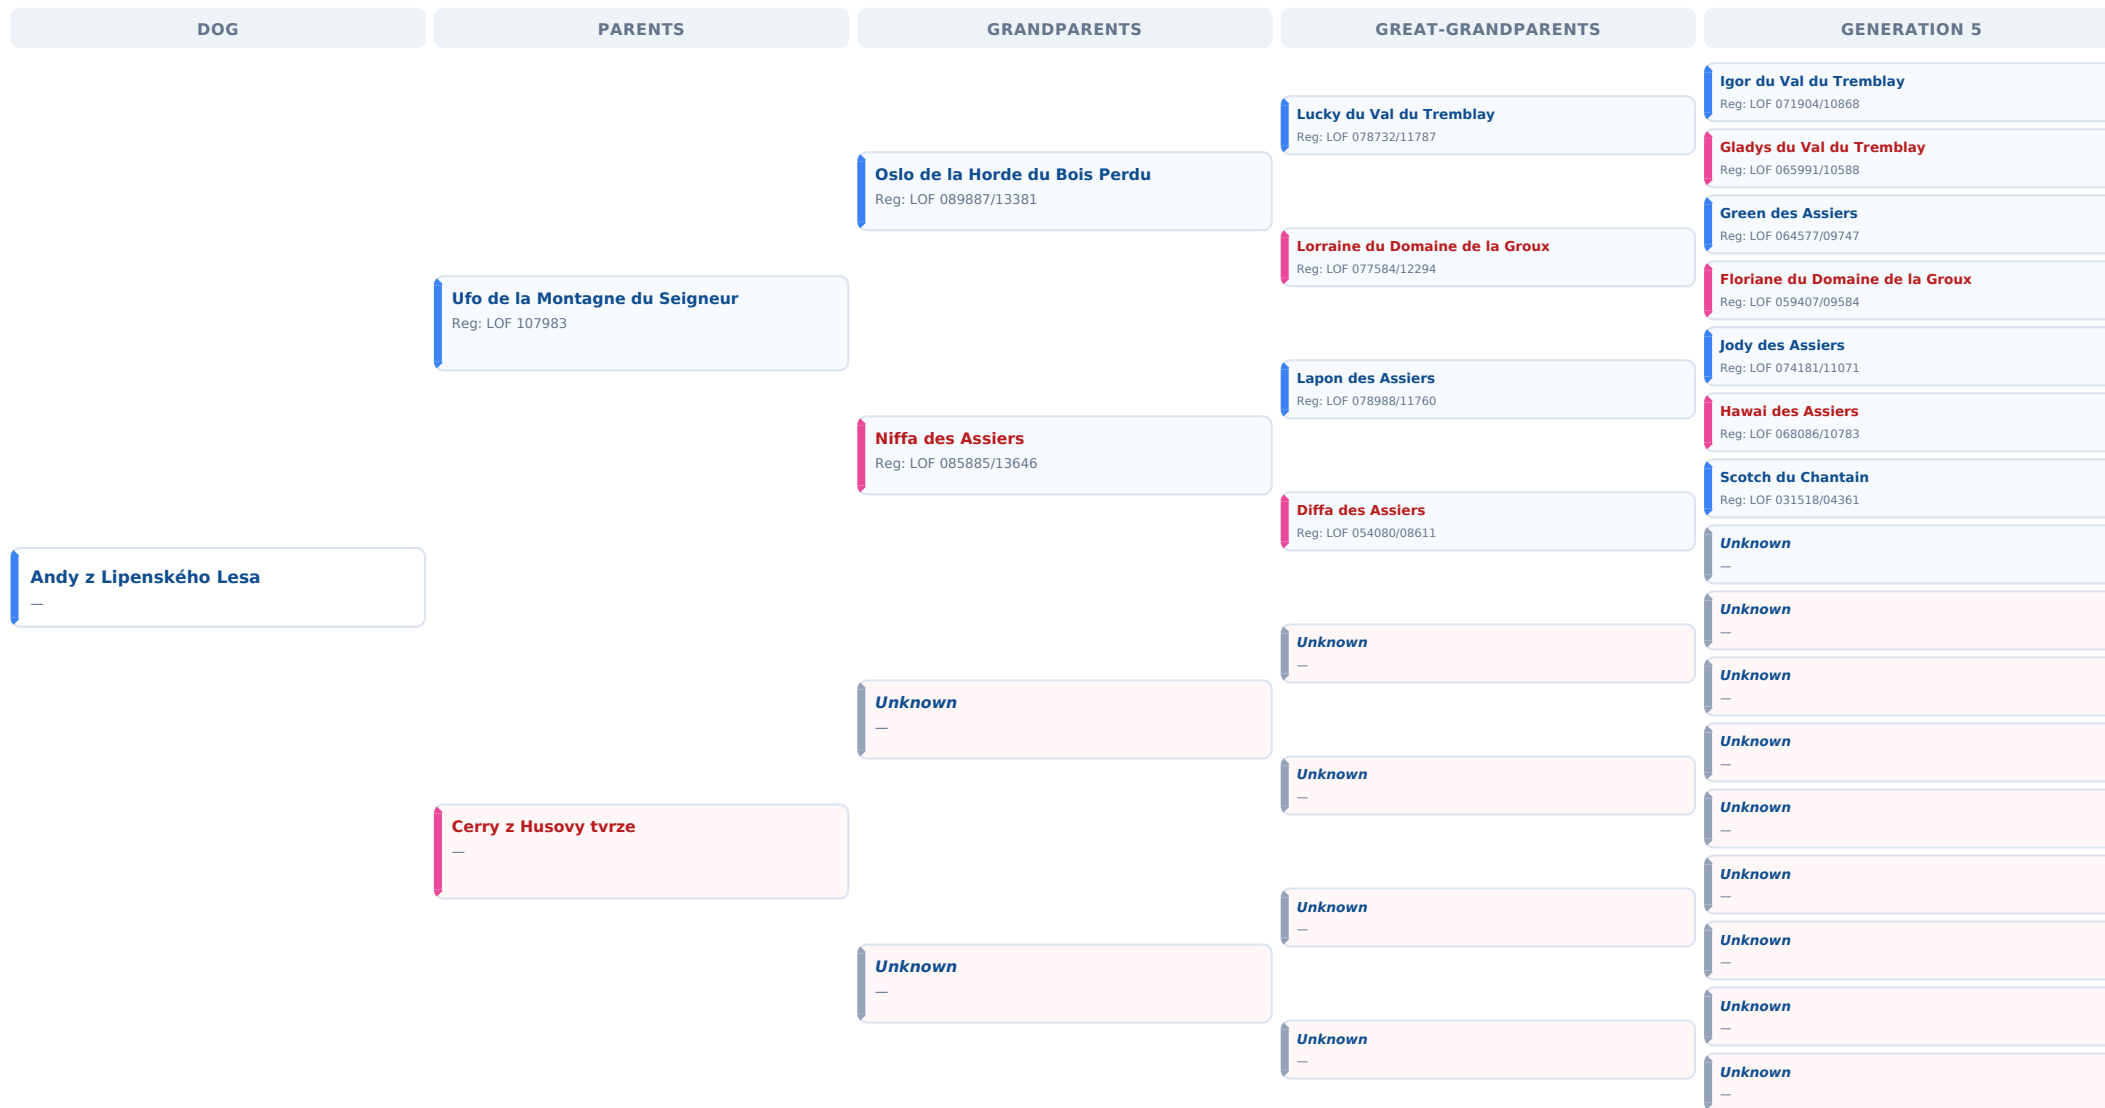 DOG
PARENTS
GRANDPARENTS
GREAT-GRANDPARENTS
GENERATION 5
Andy z Lipenského Lesa
—
Ufo de la Montagne du Seigneur
Reg: LOF 107983
Cerry z Husovy tvrze
—
Oslo de la Horde du Bois Perdu
Reg: LOF 089887/13381
Niffa des Assiers
Reg: LOF 085885/13646
Unknown
—
Unknown
—
Lucky du Val du Tremblay
Reg: LOF 078732/11787
Lorraine du Domaine de la Groux
Reg: LOF 077584/12294
Lapon des Assiers
Reg: LOF 078988/11760
Diffa des Assiers
Reg: LOF 054080/08611
Unknown
—
Unknown
—
Unknown
—
Unknown
—
Igor du Val du Tremblay
Reg: LOF 071904/10868
Gladys du Val du Tremblay
Reg: LOF 065991/10588
Green des Assiers
Reg: LOF 064577/09747
Floriane du Domaine de la Groux
Reg: LOF 059407/09584
Jody des Assiers
Reg: LOF 074181/11071
Hawai des Assiers
Reg: LOF 068086/10783
Scotch du Chantain
Reg: LOF 031518/04361
Unknown
—
Unknown
—
Unknown
—
Unknown
—
Unknown
—
Unknown
—
Unknown
—
Unknown
—
Unknown
—